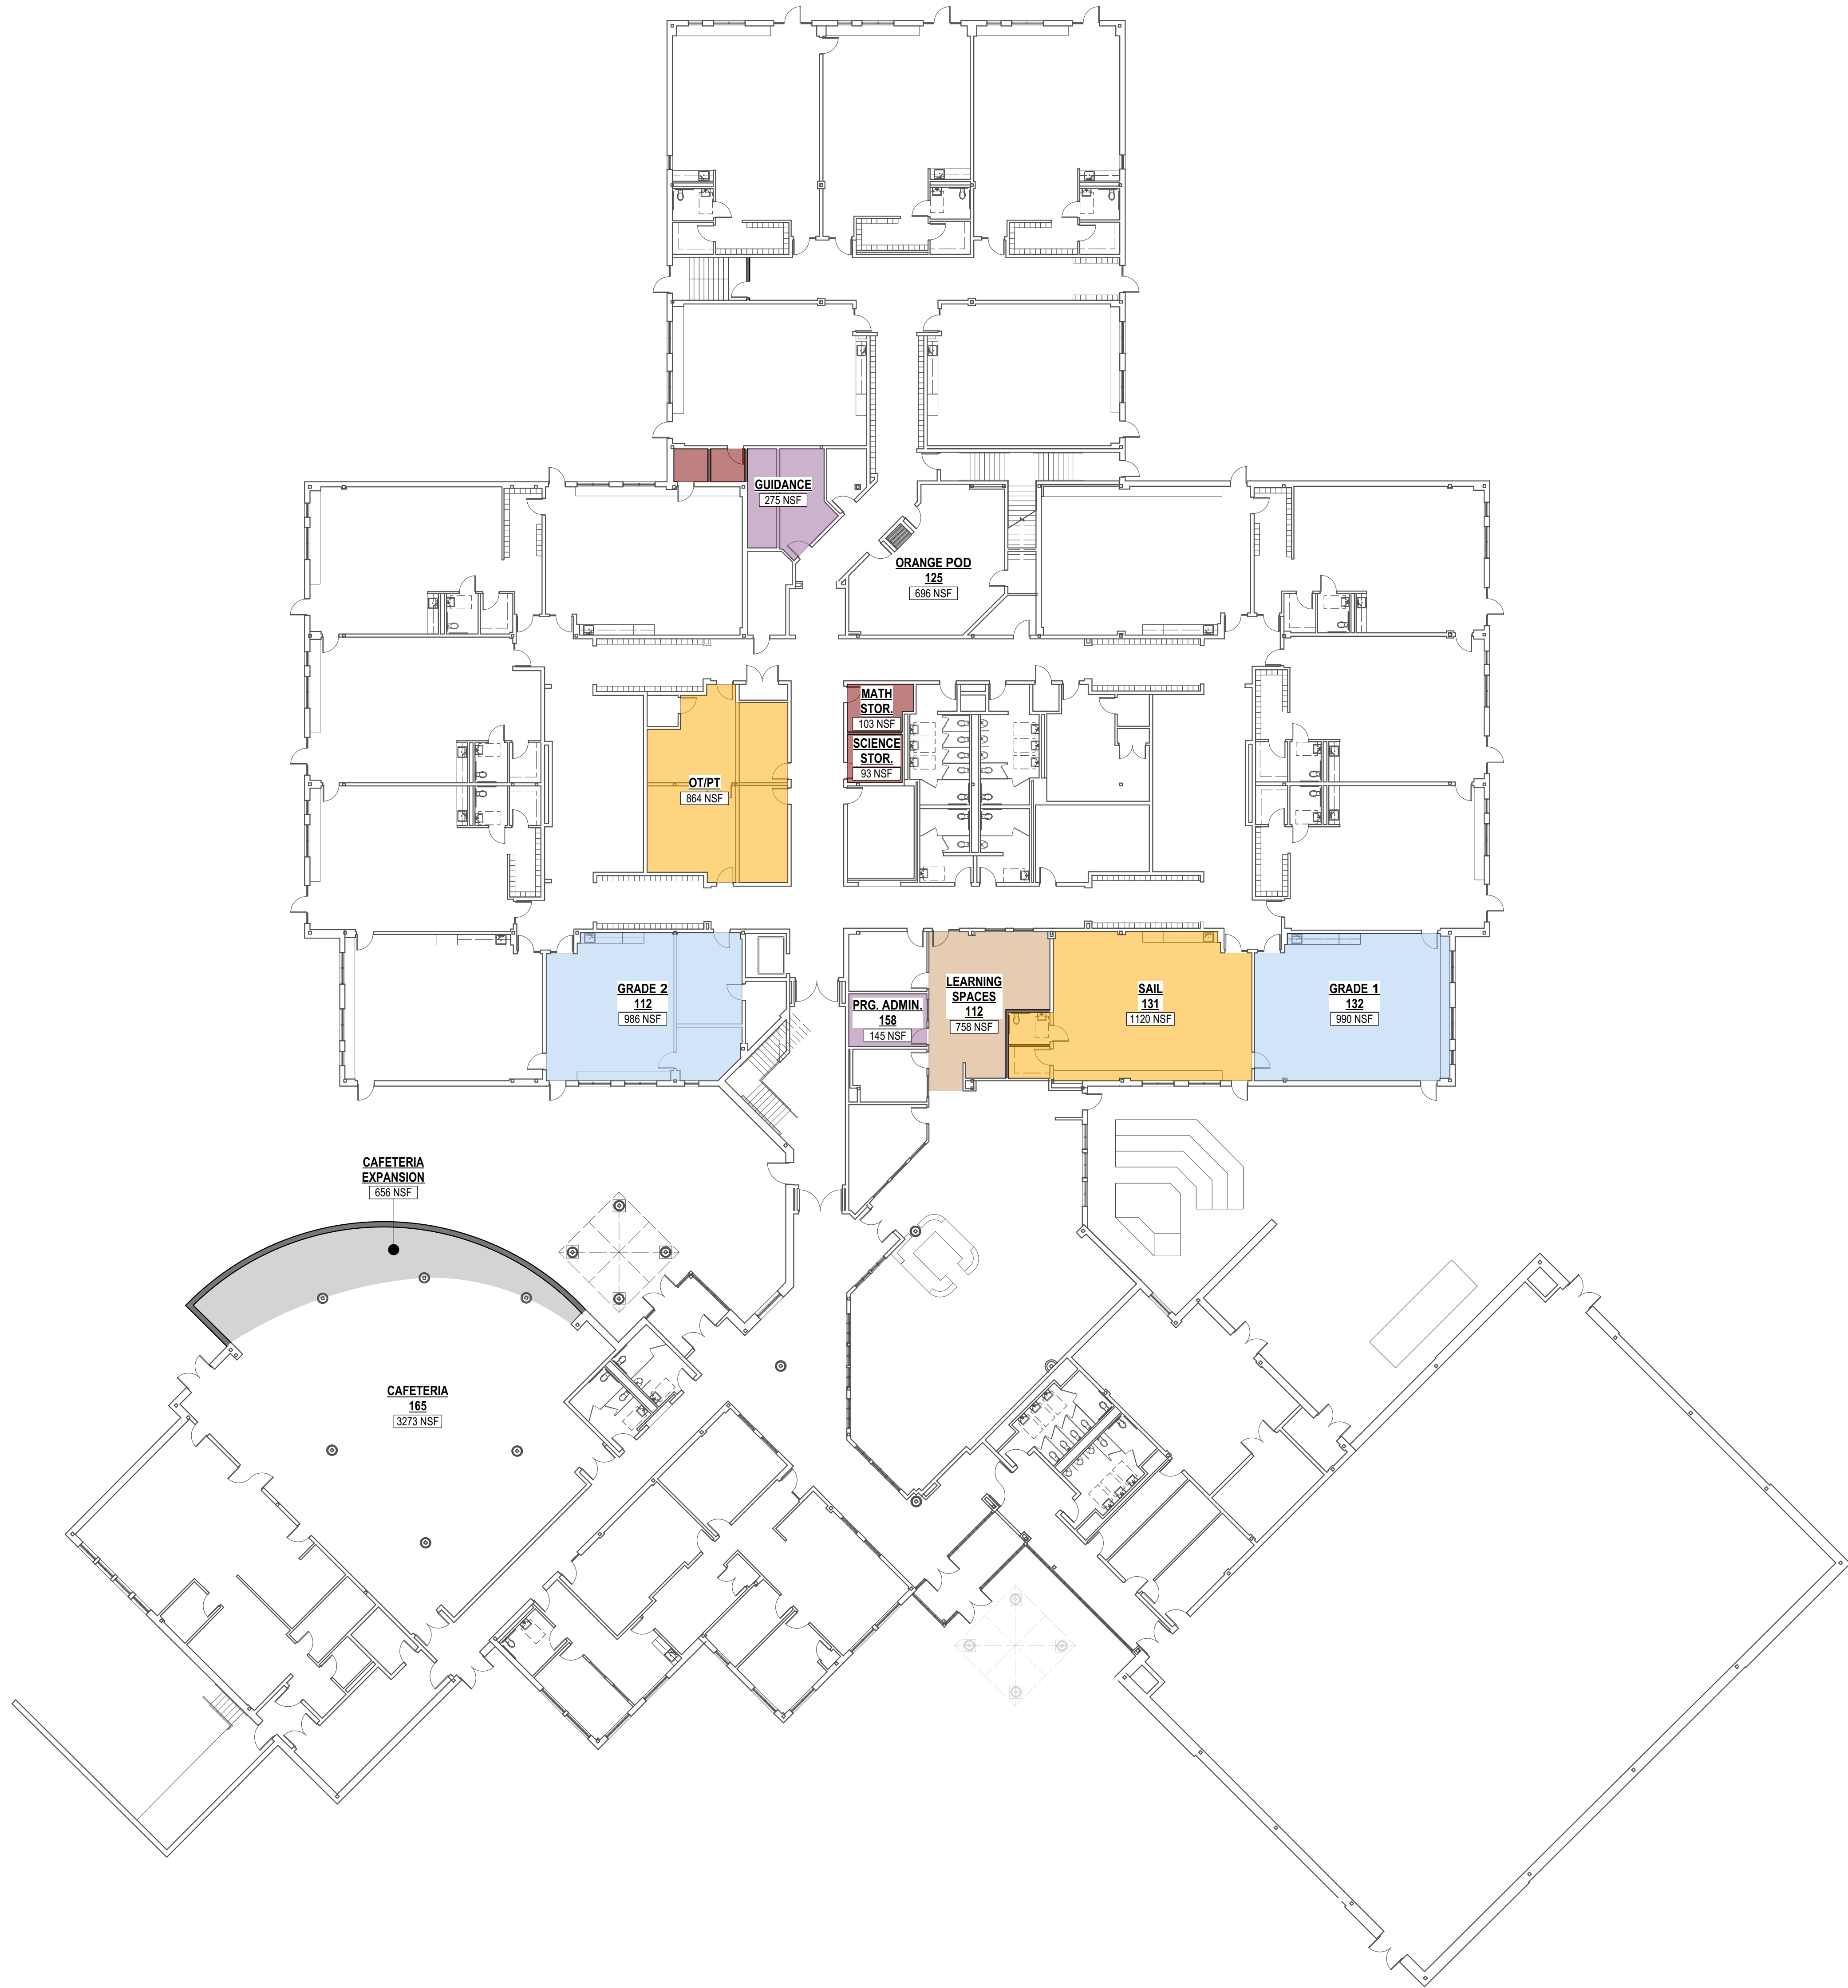 GUIDANCE
275 NSF
ORANGE POD
125
696 NSF
MATH
STOR.
103 NSF
SCIENCE
STOR.
93 NSF
OT/PT
864 NSF
GRADE 2
112
986 NSF
PRG. ADMIN.
158
145 NSF
LEARNING
SPACES
112
758 NSF
SAIL
131
1120 NSF
GRADE 1
132
990 NSF
CAFETERIA
EXPANSION
656 NSF
CAFETERIA
165
3273 NSF